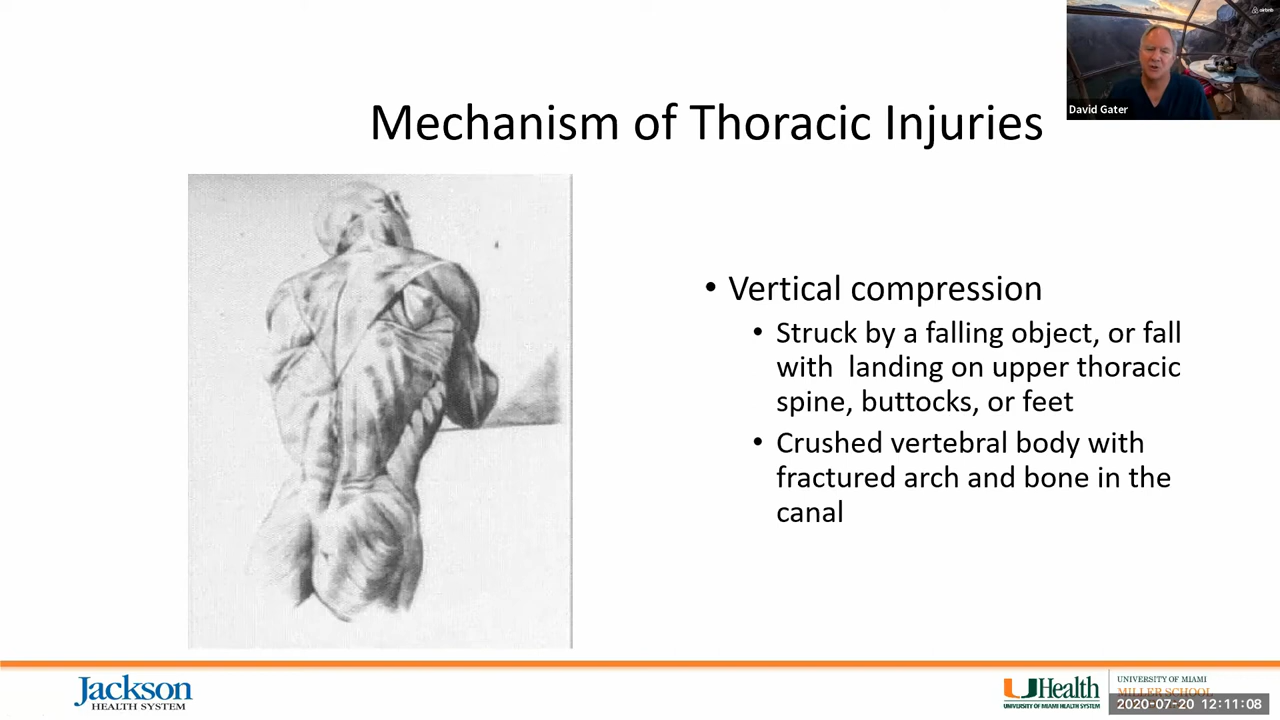 airbnb
David Gater
Mechanism of Thoracic Injuries
• Vertical compression
• Struck by a falling object, or fall
with landing on upper thoracic
spine, buttocks, or feet
• Crushed vertebral body with
fractured arch and bone in the
canal
Jackson
HEALTH SYSTEM
UHealth
UNIVERSITY OF MIAMI HEALTH SYSTEM
UNIVERSITY OF MIAMI
MILLER SCHOOL
2020-07-20 12:11:08